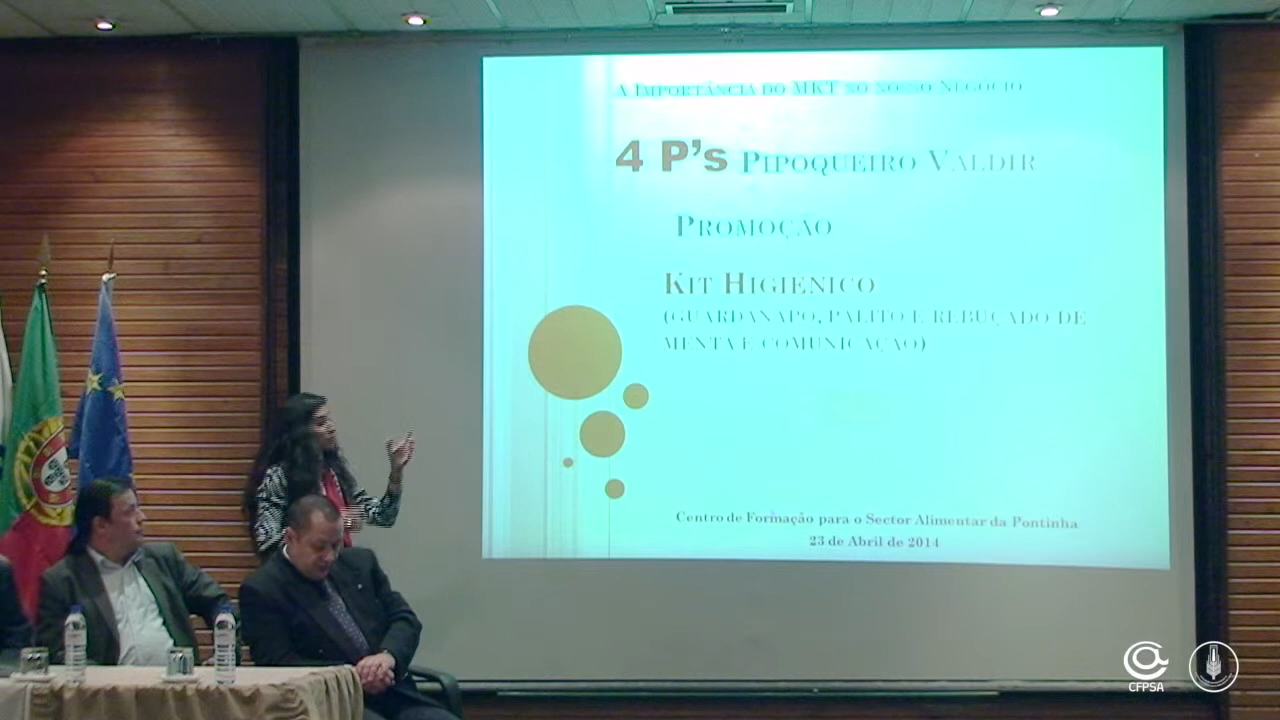 A Importância do MKT no nosso Negócio
4 P's Pipoqueiro Valdir
Promoção
Kit Higienico
(guardanapo, palito e rebuçado de
menta e comunicação)
Centro de Formação para o Sector Alimentar da Pontinha
23 de Abril de 2014
CFPSA